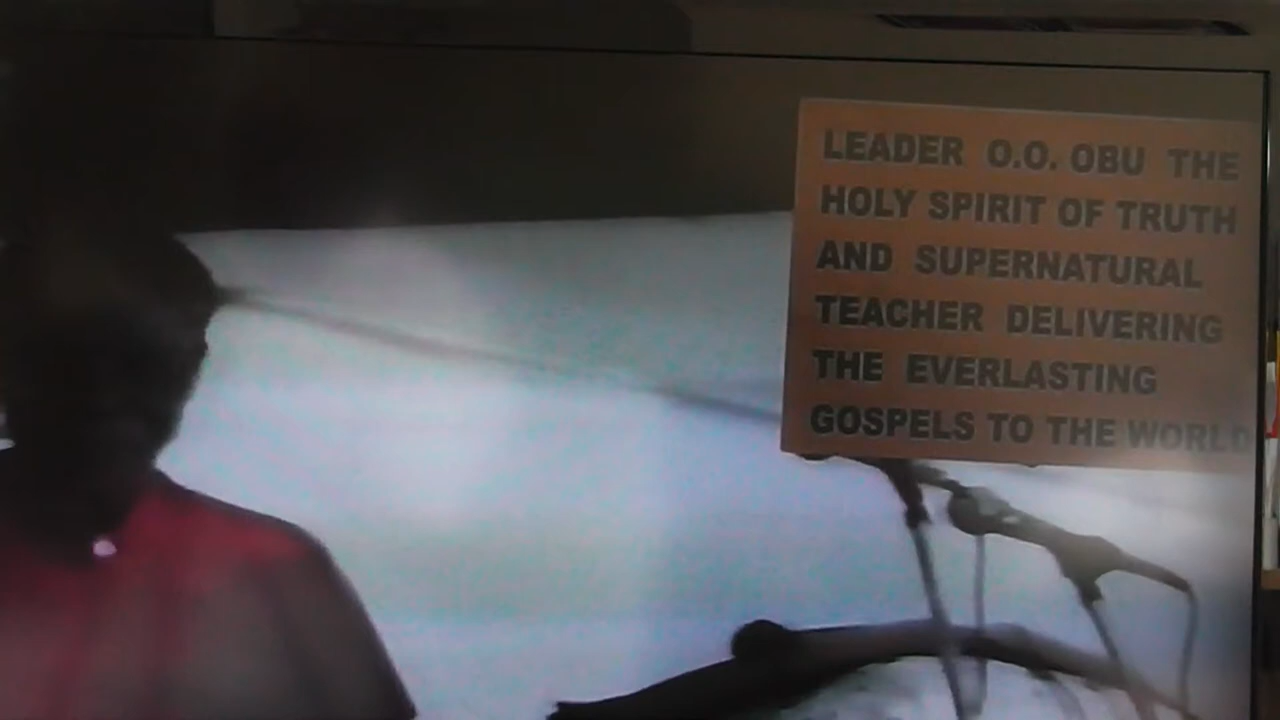 LEADER O.O. OBU THE
HOLY SPIRIT OF TRUTH
AND SUPERNATURAL
TEACHER DELIVERING
THE EVERLASTING
GOSPELS TO THE WORLD